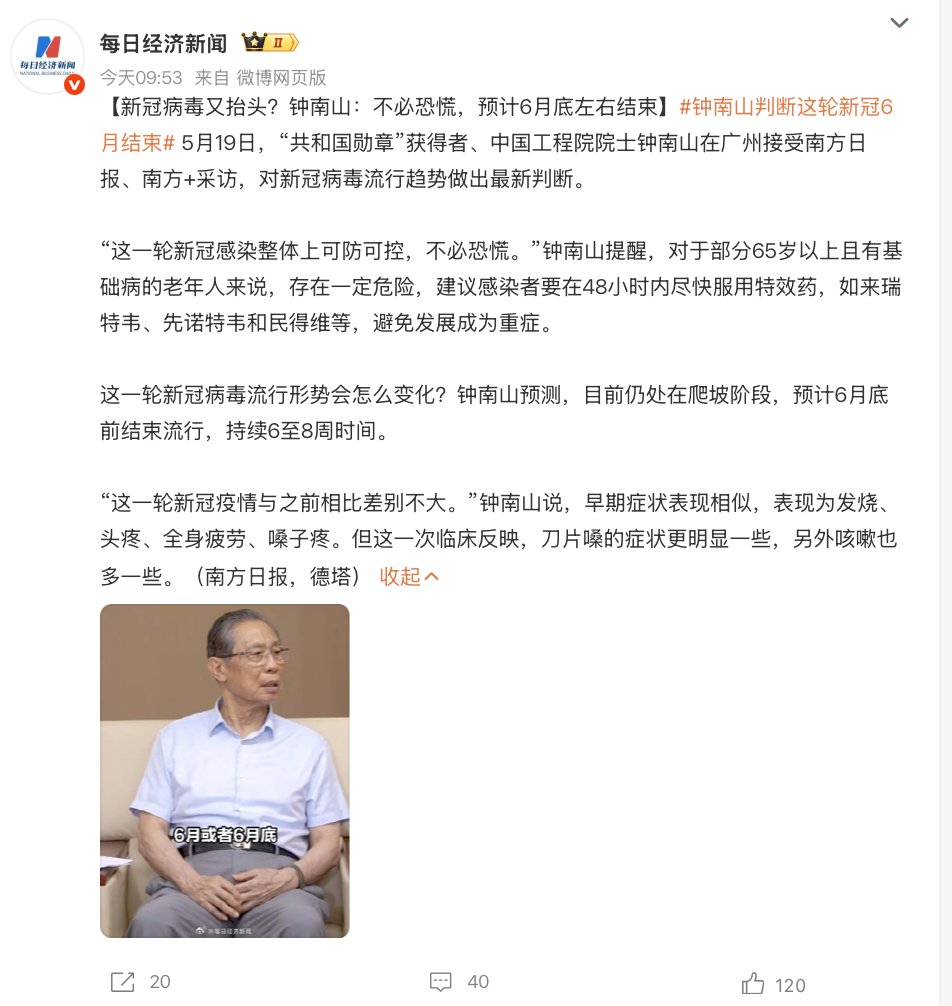 每日经济新闻
II
每日经济新闻
NATIONAL BUSINESS DAILY
今天09:53 来自 微博网页版
【新冠病毒又抬头？钟南山：不必恐慌，预计6月底左右结束】#钟南山判断这轮新冠6
月结束# 5月19日，“共和国勋章”获得者、中国工程院院士钟南山在广州接受南方日
报、南方+采访，对新冠病毒流行趋势做出最新判断。
“这一轮新冠感染整体上可防可控，不必恐慌。”钟南山提醒，对于部分65岁以上且有基
础病的老年人来说，存在一定危险，建议感染者要在48小时内尽快服用特效药，如来瑞
特韦、先诺特韦和民得维等，避免发展成为重症。
这一轮新冠病毒流行形势会怎么变化？钟南山预测，目前仍处在爬坡阶段，预计6月底
前结束流行，持续6至8周时间。
“这一轮新冠疫情与之前相比差别不大。”钟南山说，早期症状表现相似，表现为发烧、
头疼、全身疲劳、嗓子疼。但这一次临床反映，刀片嗓的症状更明显一些，另外咳嗽也
多一些。（南方日报，德塔） 收起
6月或者6月底
@每日经济新闻
20
40
120